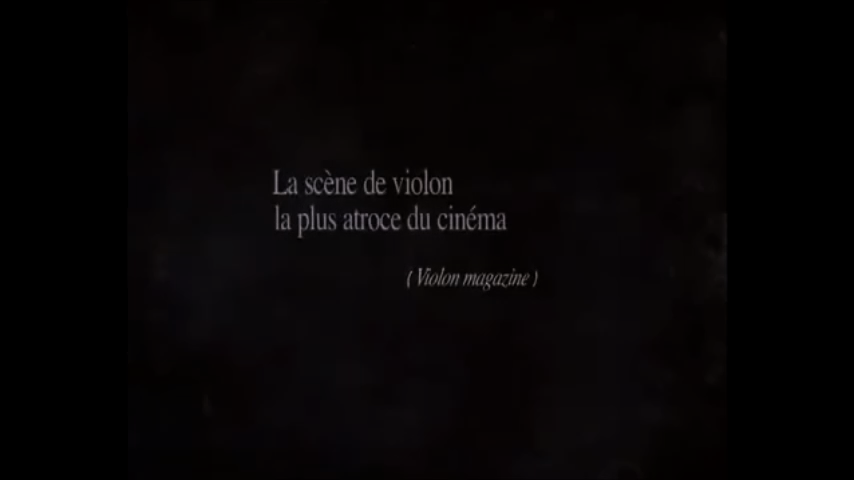 La scène de violon
la plus atroce du cinéma
( Violon magazine )